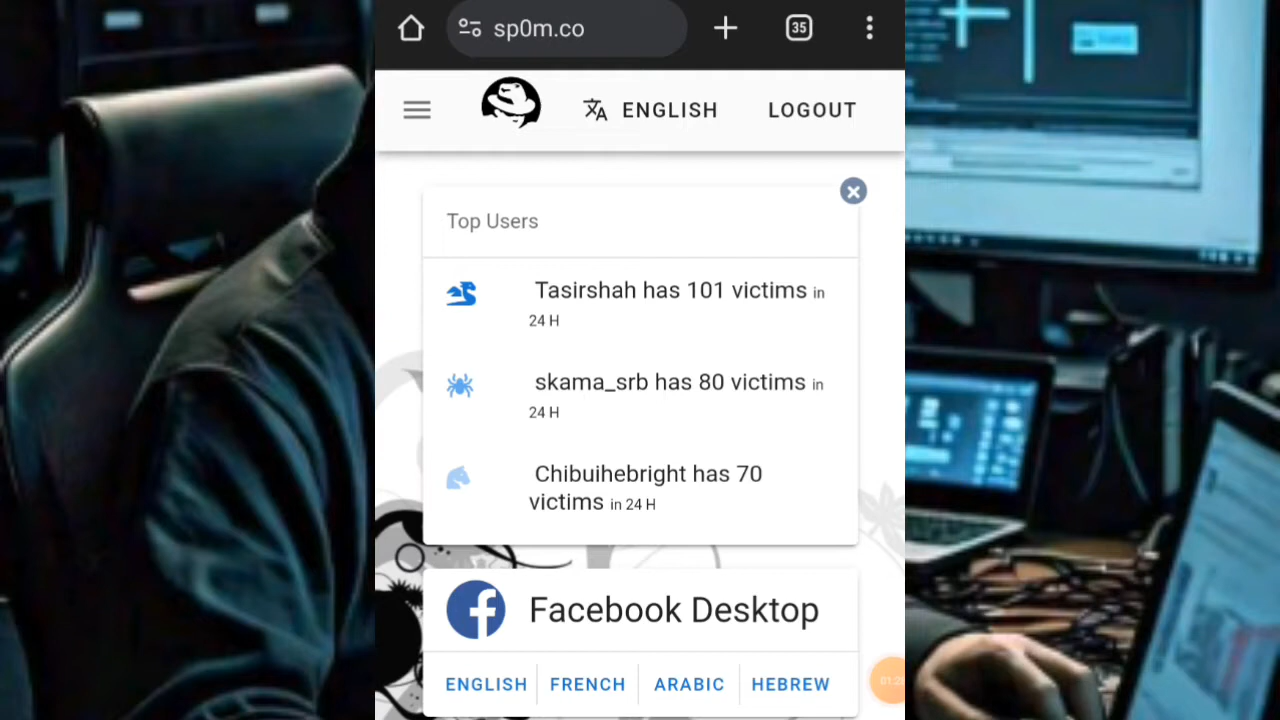 sp0m.co
35
ENGLISH
LOGOUT
Top Users
Tasirshah has 101 victims in
24 H
skama_srb has 80 victims in
24 H
Chibuihebright has 70
victims in 24 H
Facebook Desktop
ENGLISH
FRENCH
ARABIC
HEBREW